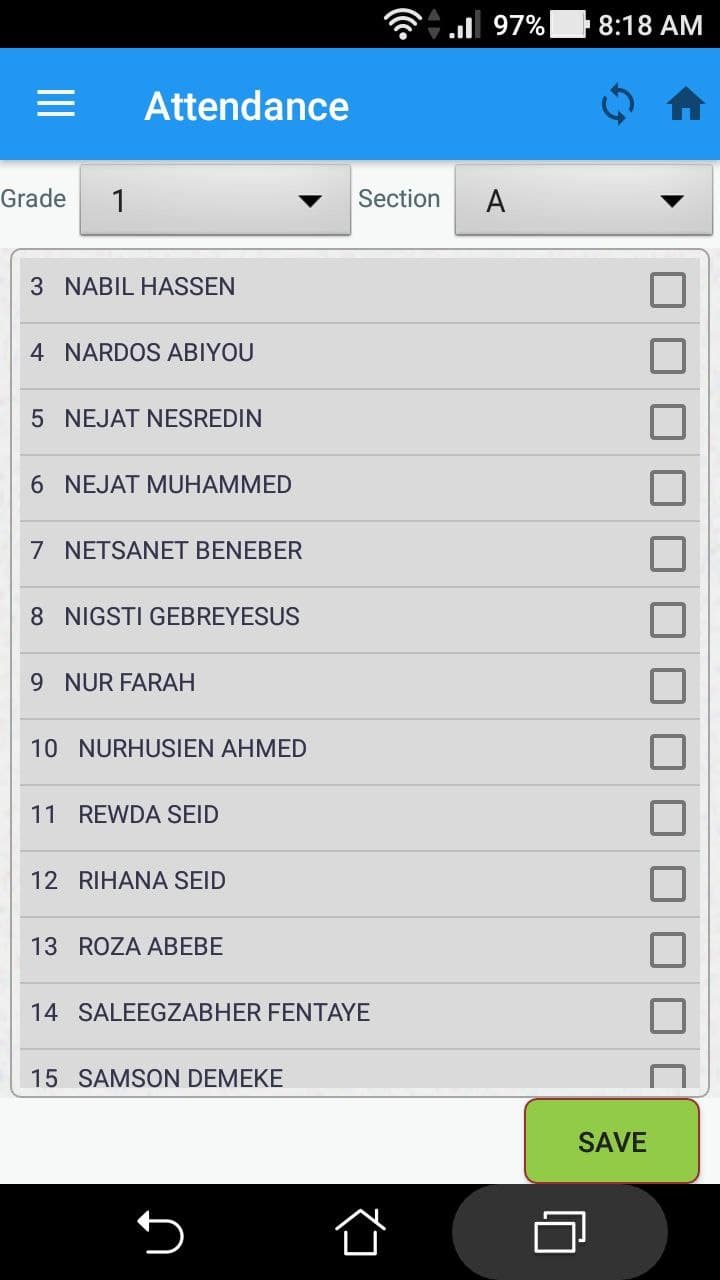 97% 8:18 AM
Attendance
Grade 1 Section A
3 NABIL HASSEN
4 NARDOS ABIYOU
5 NEJAT NESREDIN
6 NEJAT MUHAMMED
7 NETSANET BENEBER
8 NIGSTI GEBREYESUS
9 NUR FARAH
10 NURHUSIEN AHMED
11 REWDA SEID
12 RIHANA SEID
13 ROZA ABEBE
14 SALEEGZABHER FENTAYE
15 SAMSON DEMEKE
SAVE